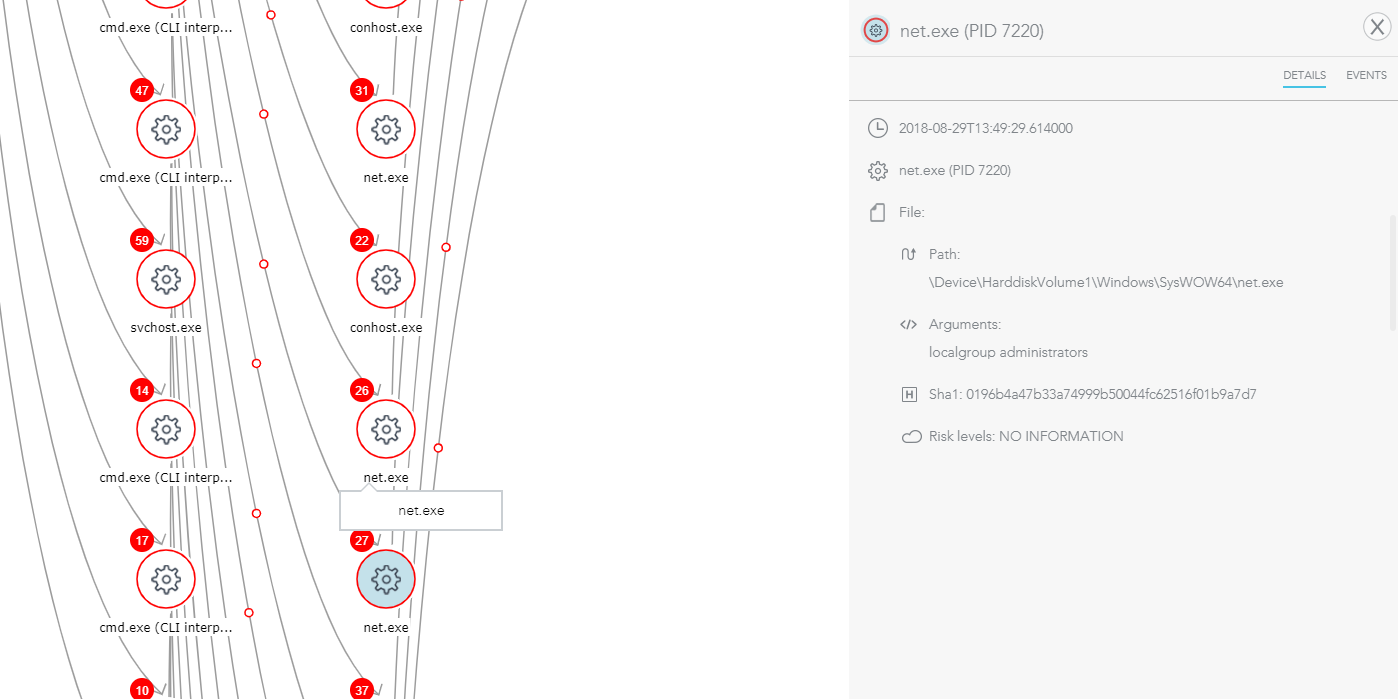 cmd.exe (CLI interp...
conhost.exe
47
31
cmd.exe (CLI interp...
net.exe
59
22
svchost.exe
conhost.exe
14
26
cmd.exe (CLI interp...
net.exe
net.exe
17
27
cmd.exe (CLI interp...
net.exe
10
37
net.exe (PID 7220)
X
DETAILS
EVENTS
2018-08-29T13:49:29.614000
net.exe (PID 7220)
File:
Path:
\Device\HarddiskVolume1\Windows\SysWOW64\net.exe
</> Arguments:
localgroup administrators
H Sha1: 0196b4a47b33a74999b50044fc62516f01b9a7d7
Risk levels: NO INFORMATION